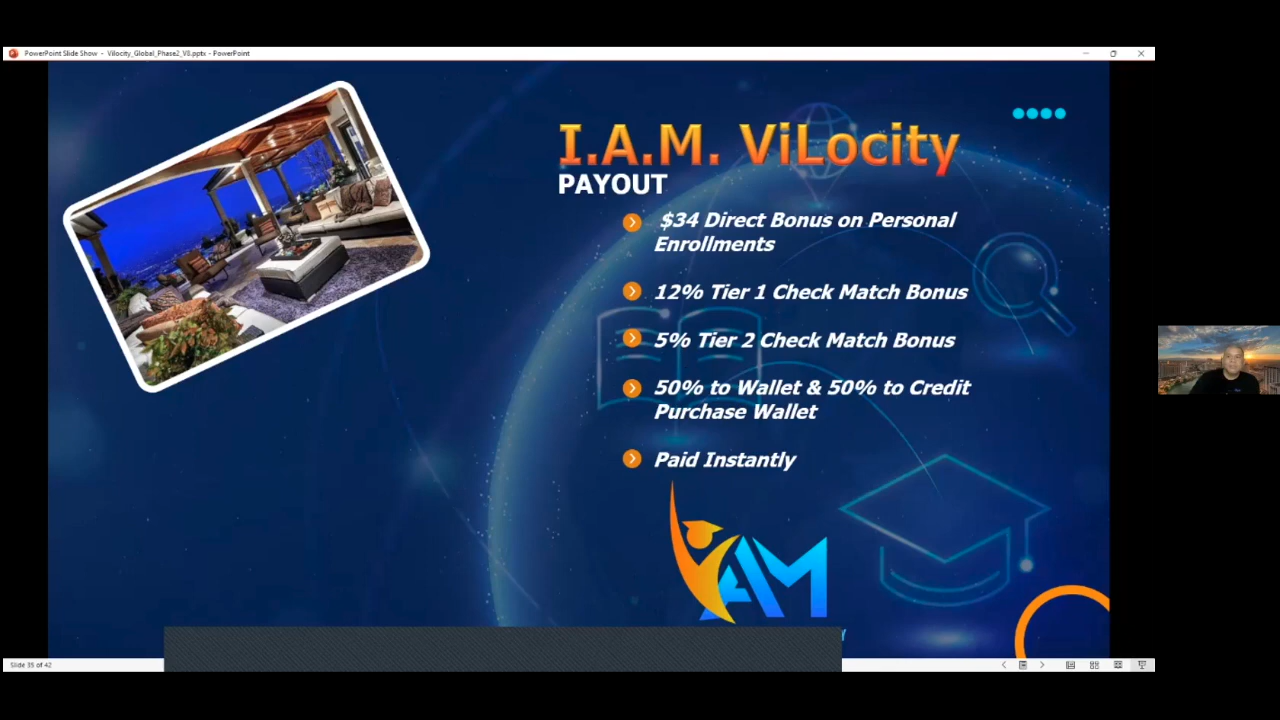 PowerPoint Slide Show - Vilocity_Global_Phase2_V8.pptx - PowerPoint
I.A.M. ViLocity
PAYOUT
$34 Direct Bonus on Personal
Enrollments
12% Tier 1 Check Match Bonus
5% Tier 2 Check Match Bonus
50% to Wallet & 50% to Credit
Purchase Wallet
Paid Instantly
AM
Slide 35 of 42